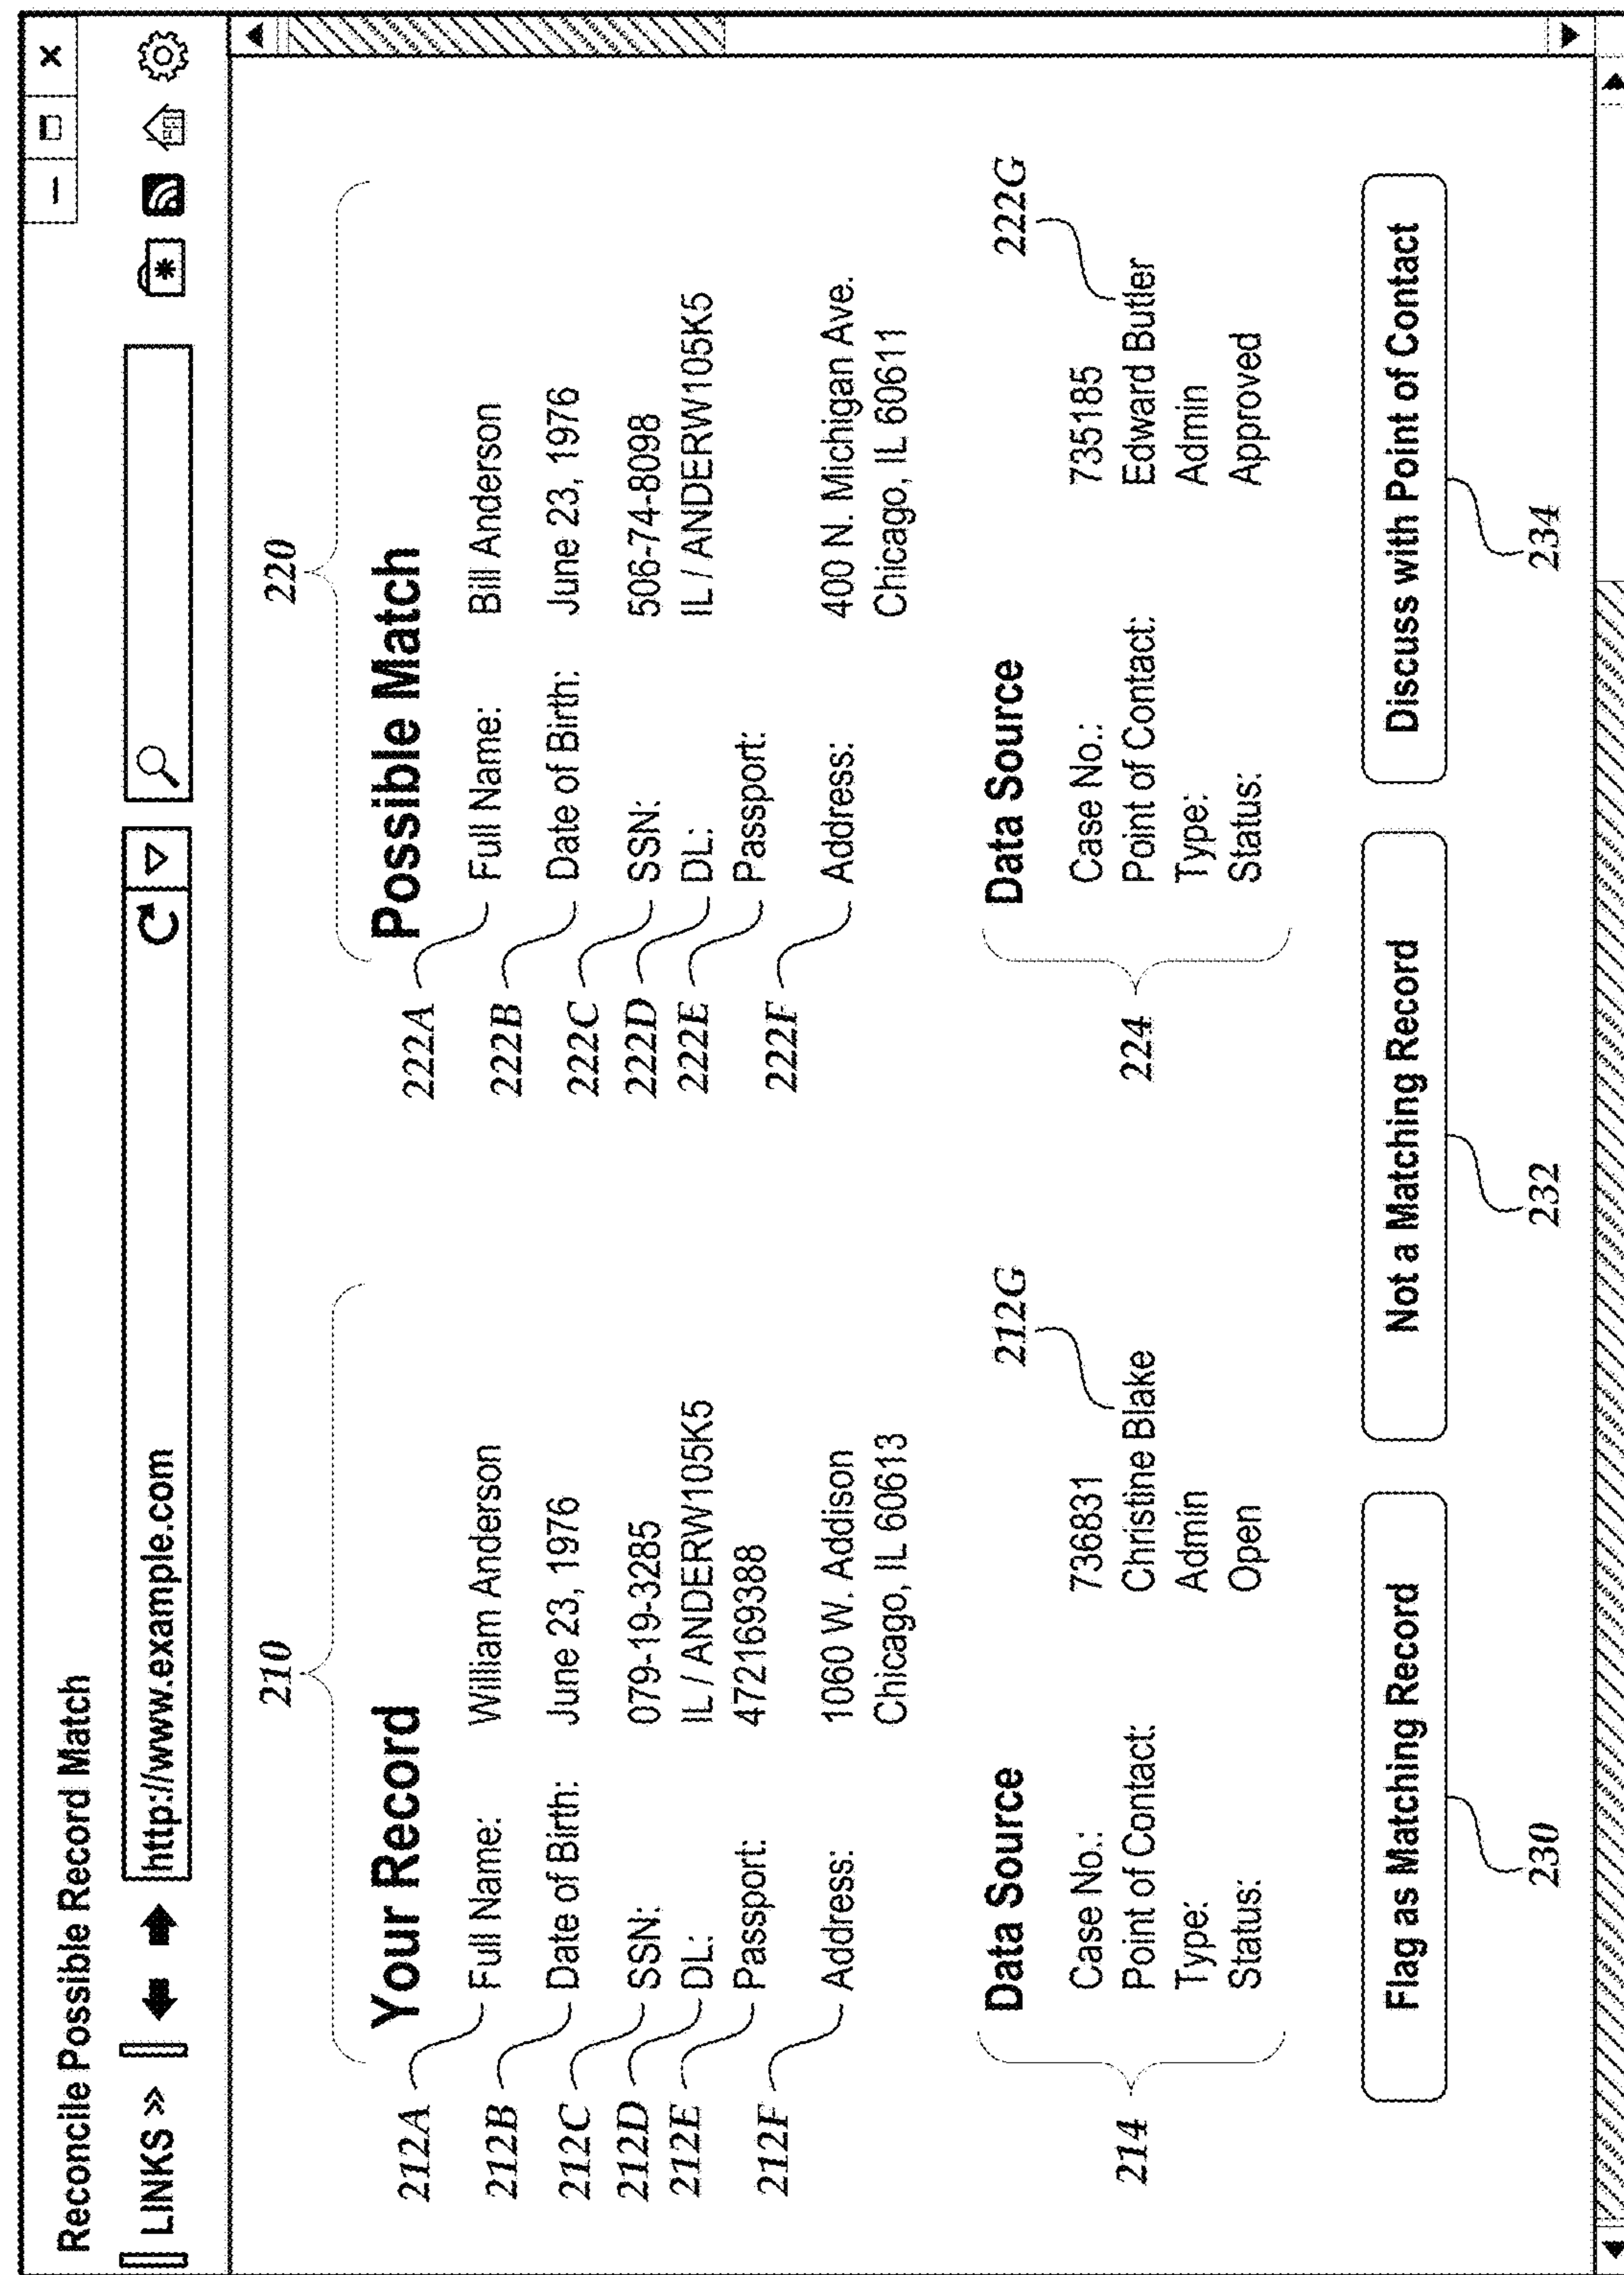 Reconcile Possible Record Match
LINKS » http://www.example.com
210
220
Your Record
212A Full Name: William Anderson
212B Date of Birth: June 23, 1976
212C SSN: 079-19-3285
212D DL: IL / ANDERW105K5
212E Passport: 472169388
212F Address: 1060 W. Addison
Chicago, IL 60613
Data Source
212G
214
Case No.: 736831
Point of Contact: Christine Blake
Type: Admin
Status: Open
Possible Match
222A Full Name: Bill Anderson
222B Date of Birth: June 23, 1976
222C SSN: 506-74-8098
222D DL: IL / ANDERW105K5
222E Passport:
222F Address: 400 N. Michigan Ave.
Chicago, IL 60611
Data Source
222G
224
Case No.: 735185
Point of Contact: Edward Butler
Type: Admin
Status: Approved
Flag as Matching Record
Not a Matching Record
Discuss with Point of Contact
230
232
234